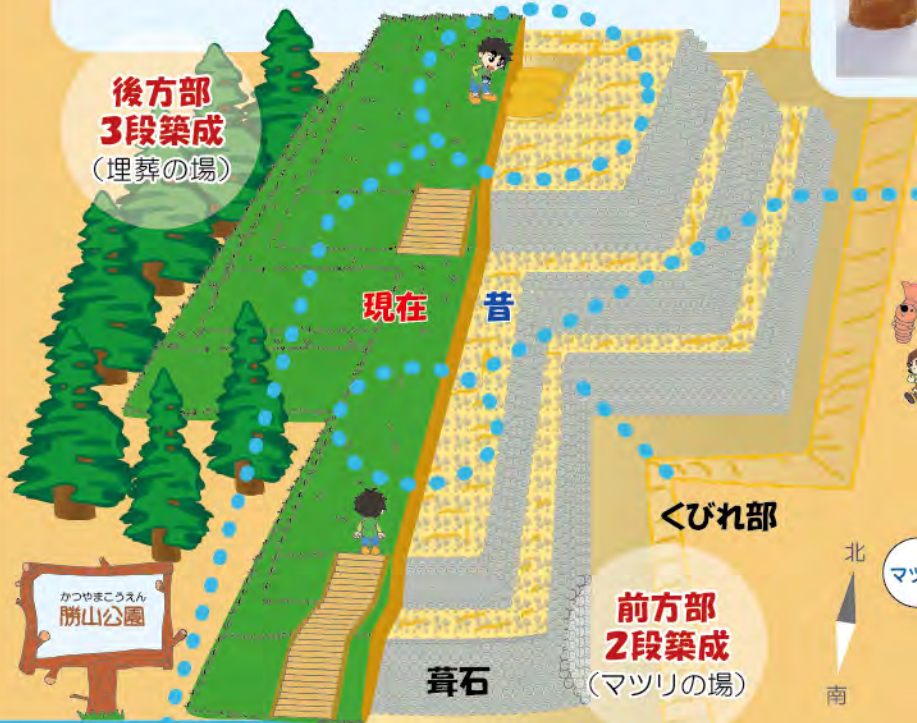 後方部
3段築成
（埋葬の場）
現在
昔
くびれ部
かつやまこうえん
勝山公園
前方部
2段築成
（マツリの場）
葺石
北
南
マツ